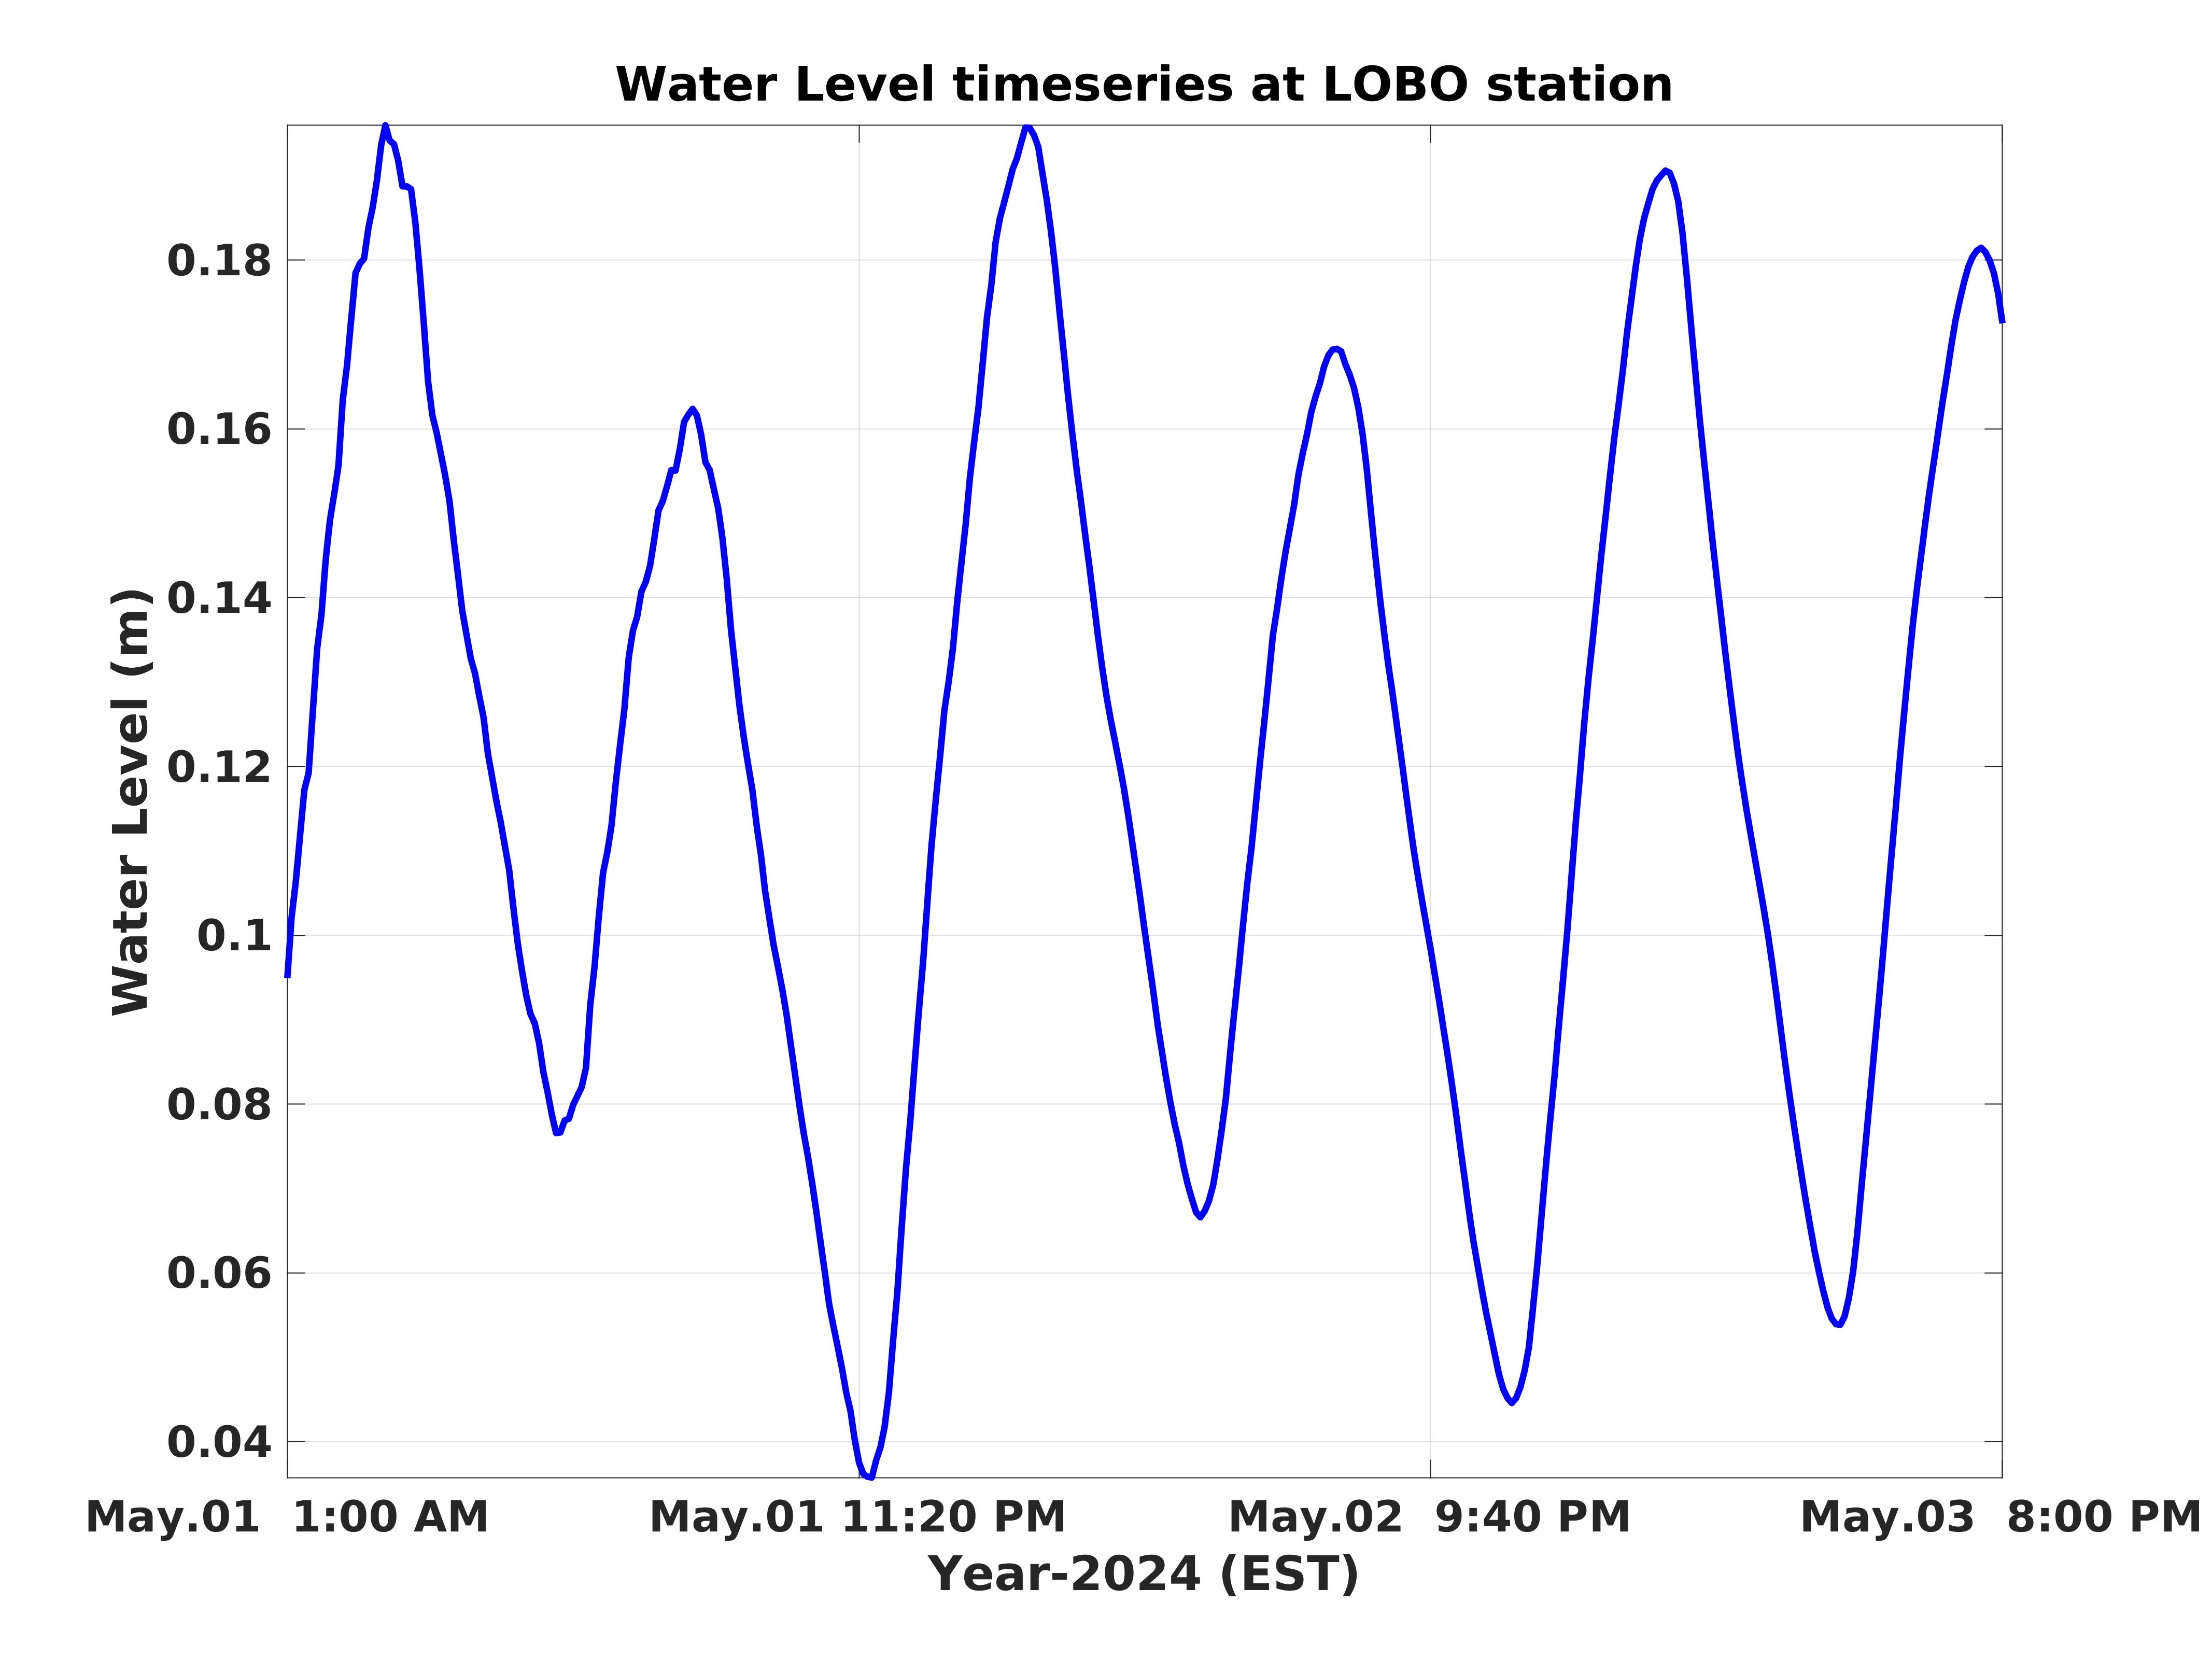 Water Level timeseries at LOBO station
Water Level (m)
0.18
0.16
0.14
0.12
0.1
0.08
0.06
0.04
May.01  1:00 AM
May.01 11:20 PM
May.02  9:40 PM
May.03  8:00 PM
Year-2024 (EST)